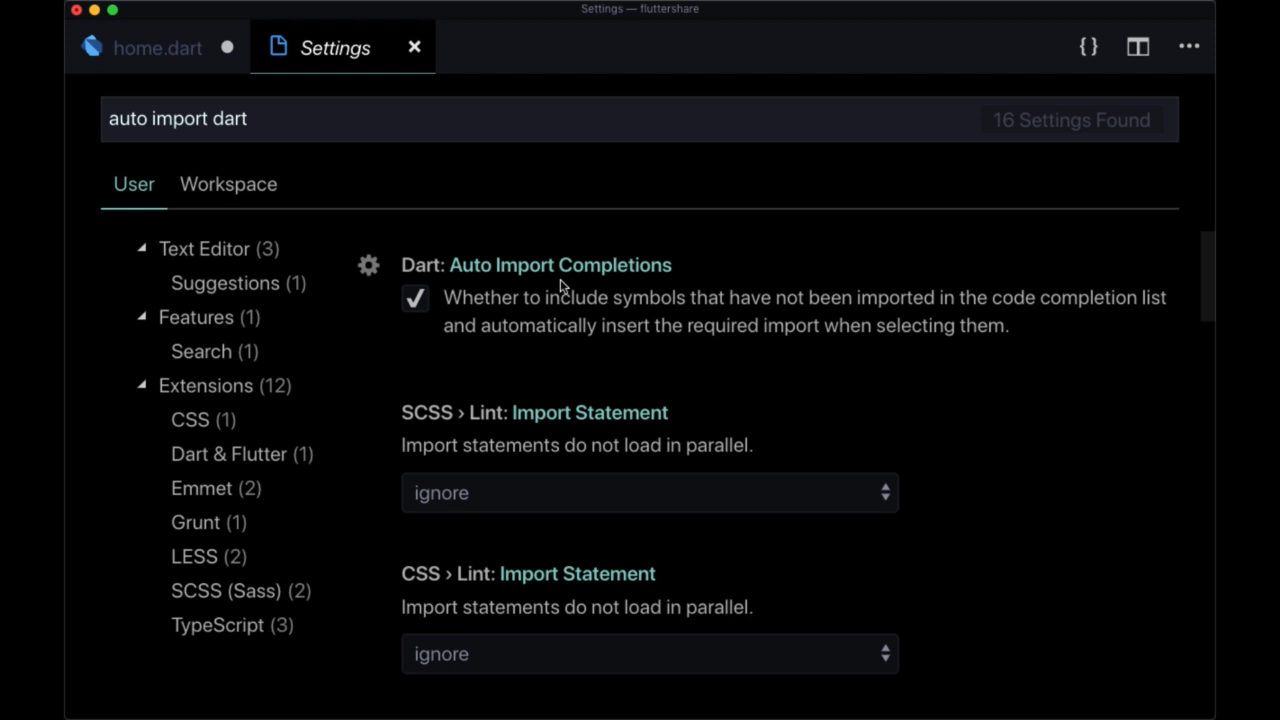 Settings — fluttershare
home.dart
Settings
auto import dart
16 Settings Found
User
Workspace
Text Editor (3)
Suggestions (1)
Features (1)
Search (1)
Extensions (12)
CSS (1)
Dart & Flutter (1)
Emmet (2)
Grunt (1)
LESS (2)
SCSS (Sass) (2)
TypeScript (3)
Dart: Auto Import Completions
Whether to include symbols that have not been imported in the code completion list
and automatically insert the required import when selecting them.
SCSS › Lint: Import Statement
Import statements do not load in parallel.
ignore
CSS › Lint: Import Statement
Import statements do not load in parallel.
ignore